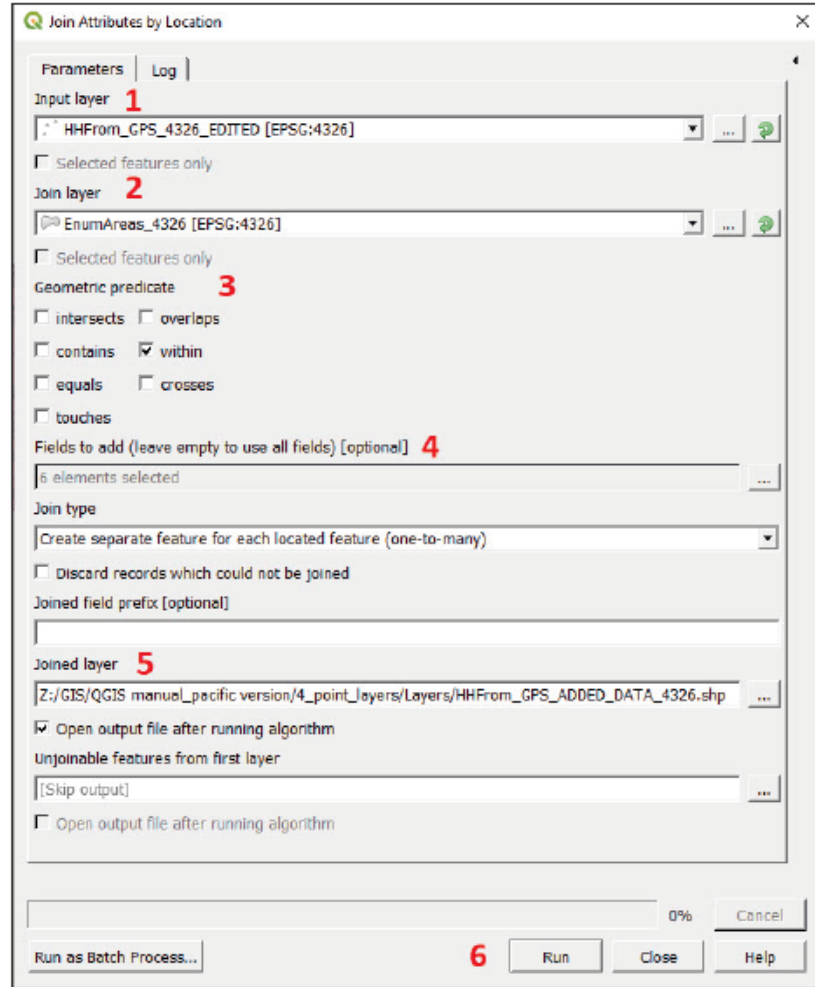 Join Attributes by Location
Parameters Log
Input layer 1
HHFrom_GPS_4326_EDITED [EPSG:4326]
...
Selected features only
Join layer 2
EnumAreas_4326 [EPSG:4326]
...
Selected features only
Geometric predicate 3
intersects overlaps
contains within
equals crosses
touches
Fields to add (leave empty to use all fields) [optional] 4
6 elements selected
...
Join type
Create separate feature for each located feature (one-to-many)
Discard records which could not be joined
Joined field prefix [optional]
Joined layer 5
Z:/GIS/QGIS manual_pacific version/4_point_layers/Layers/HHFrom_GPS_ADDED_DATA_4326.shp
...
Open output file after running algorithm
Unjoinable features from first layer
[Skip output]
...
Open output file after running algorithm
0% Cancel
Run as Batch Process... 6 Run Close Help